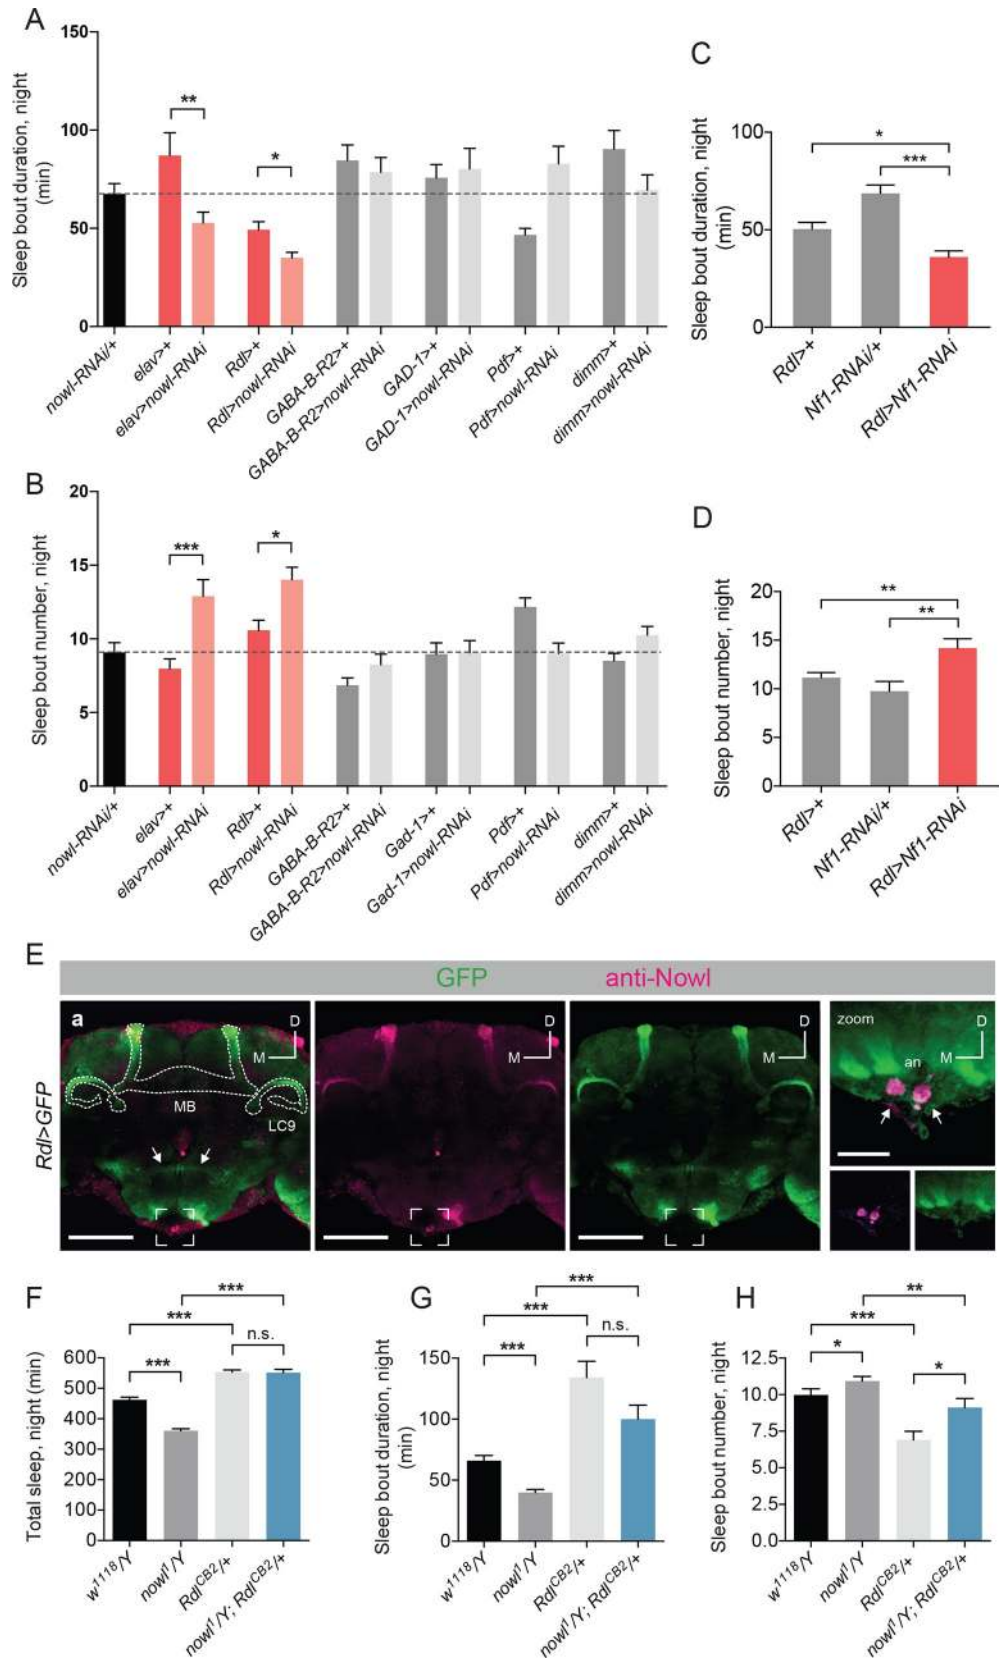 A
Sleep bout duration, night
(min)
150
100
50
0
**
*
nowl-RNAi/+
elav>+
elav>nowl-RNAi
Rdl>+
Rdl>nowl-RNAi
GABA-B-R2>+
GABA-B-R2>nowl-RNAi
GAD-1>+
GAD-1>nowl-RNAi
Pdf>+
Pdf>nowl-RNAi
dimm>+
dimm>nowl-RNAi
C
Sleep bout duration, night
(min)
100
50
0
*
***
Rdl>+
Nf1-RNAi/+
Rdl>Nf1-RNAi
B
Sleep bout number, night
20
15
10
5
0
***
*
nowl-RNAi/+
elav>+
elav>nowl-RNAi
Rdl>+
Rdl>nowl-RNAi
GABA-B-R2>+
GABA-B-R2>nowl-RNAi
Gad-1>+
Gad-1>nowl-RNAi
Pdf>+
Pdf>nowl-RNAi
dimm>+
dimm>nowl-RNAi
D
Sleep bout number, night
20
15
10
5
0
**
**
Rdl>+
Nf1-RNAi/+
Rdl>Nf1-RNAi
E
GFP anti-Nowl
Rdl>GFP
a
D
M
MB
LC9
D
M
D
M
zoom
D
M
an
F
Total sleep, night (min)
600
500
400
300
200
100
0
***
***
***
n.s.
w1118/Y
nowl1/Y
RdlCB2/+
nowl1/Y; RdlCB2/+
G
Sleep bout duration, night
(min)
150
100
50
0
***
***
***
n.s.
w1118/Y
nowl1/Y
RdlCB2/+
nowl1/Y; RdlCB2/+
H
Sleep bout number, night
12.5
10.0
7.5
5.0
2.5
0.0
**
***
*
*
w1118/Y
nowl1/Y
RdlCB2/+
nowl1/Y; RdlCB2/+